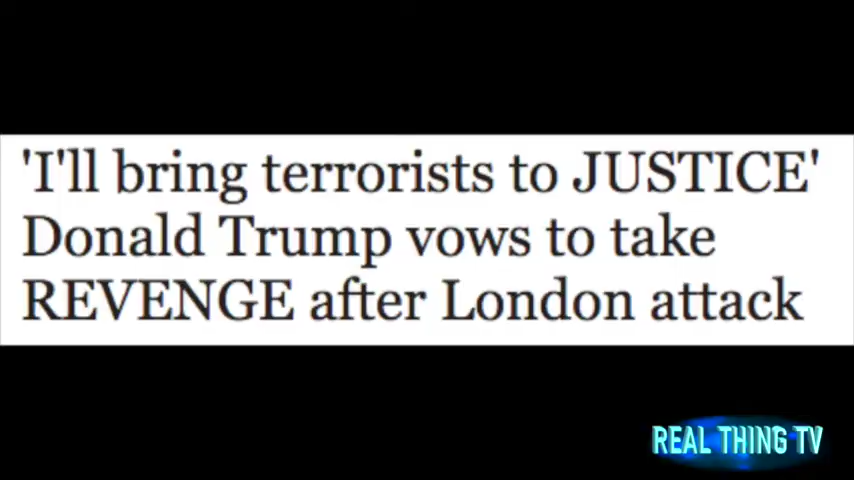 'I'll bring terrorists to JUSTICE'
Donald Trump vows to take
REVENGE after London attack
REAL THING TV